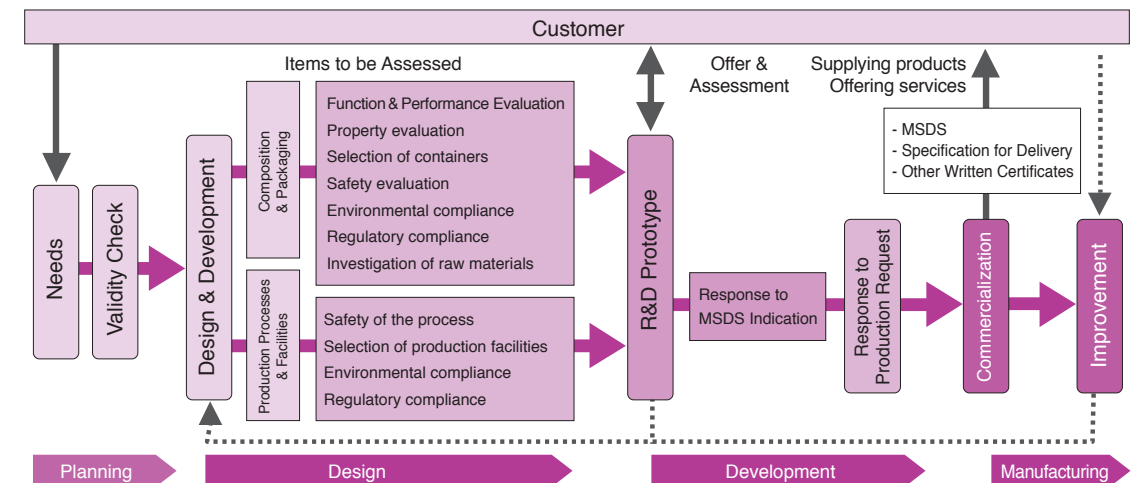 Customer
Items to be Assessed
Offer &
Assessment
Supplying products
Offering services
Needs
Validity Check
Design & Development
Composition
& Packaging
Function & Performance Evaluation
Property evaluation
Selection of containers
Safety evaluation
Environmental compliance
Regulatory compliance
Investigation of raw materials
Production Processes
& Facilities
Safety of the process
Selection of production facilities
Environmental compliance
Regulatory compliance
R&D Prototype
Response to
MSDS Indication
Response to
Production Request
- MSDS
- Specification for Delivery
- Other Written Certificates
Commercialization
Improvement
Planning
Design
Development
Manufacturing